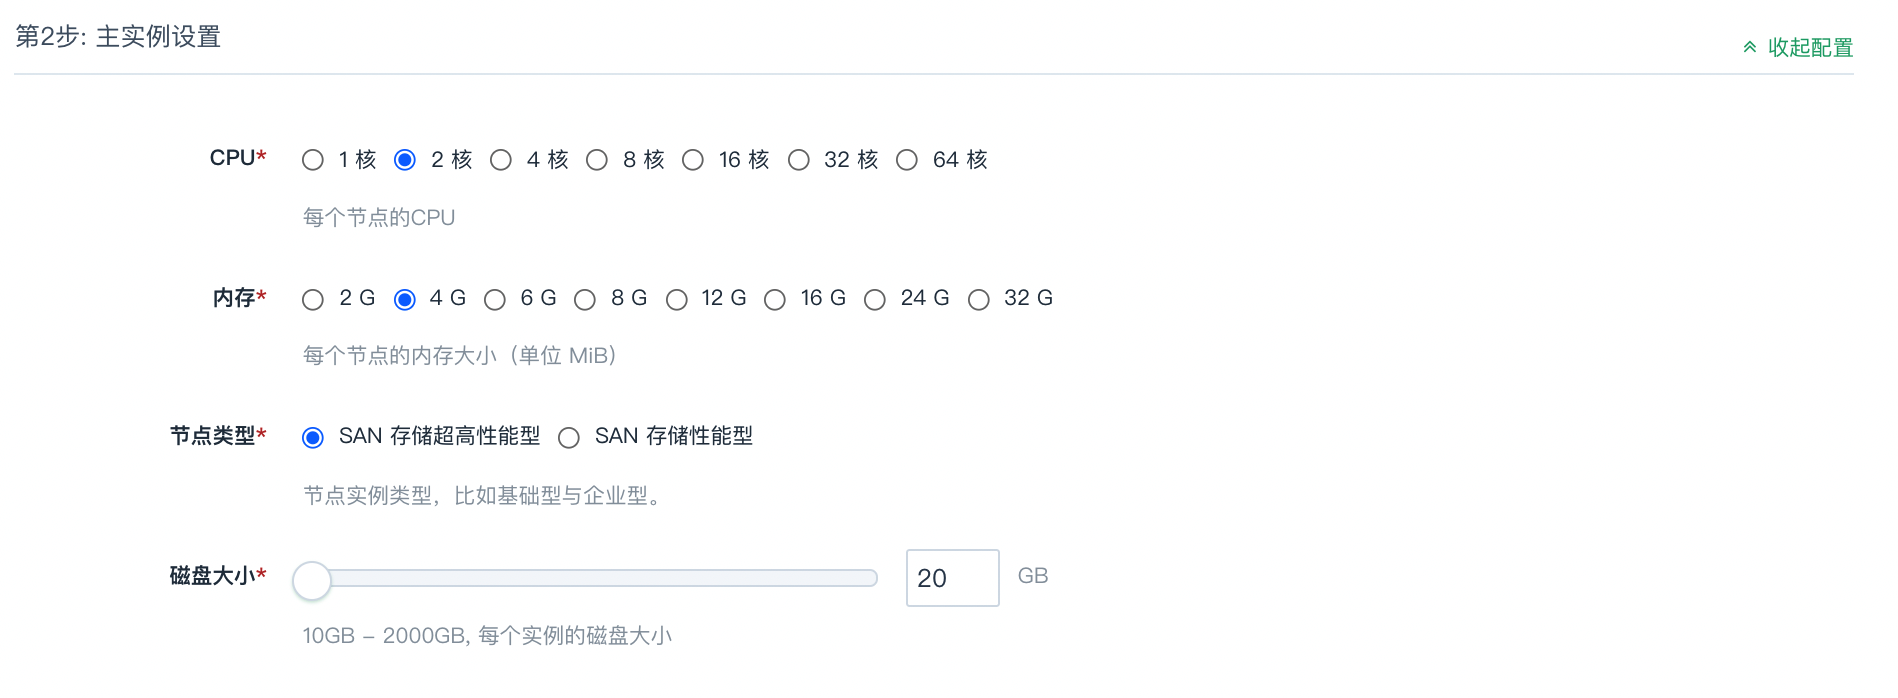 第2步: 主实例设置
收起配置
CPU* 1 核 2 核 4 核 8 核 16 核 32 核 64 核
每个节点的CPU
内存* 2 G 4 G 6 G 8 G 12 G 16 G 24 G 32 G
每个节点的内存大小（单位 MiB）
节点类型* SAN 存储超高性能型 SAN 存储性能型
节点实例类型，比如基础型与企业型。
磁盘大小* 20 GB
10GB - 2000GB, 每个实例的磁盘大小